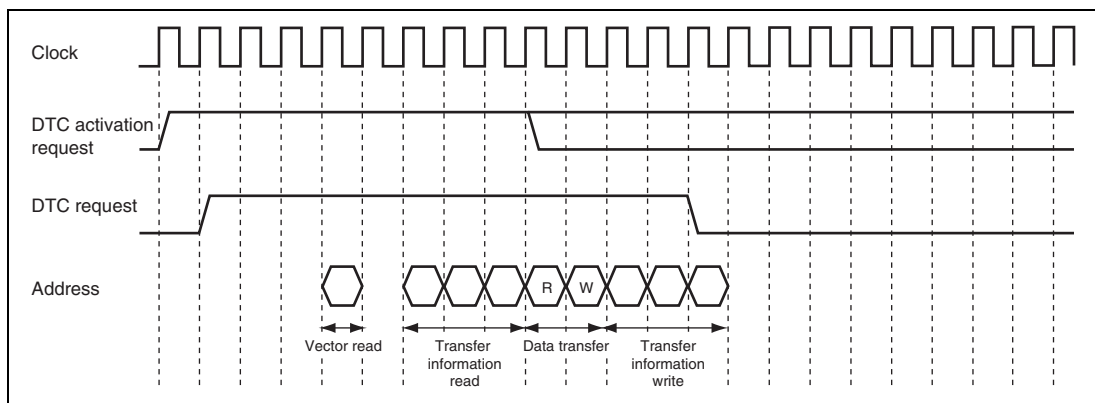 Clock
DTC activation
request
DTC request
Address
R
W
Vector read
Transfer
information
read
Data transfer
Transfer
information
write